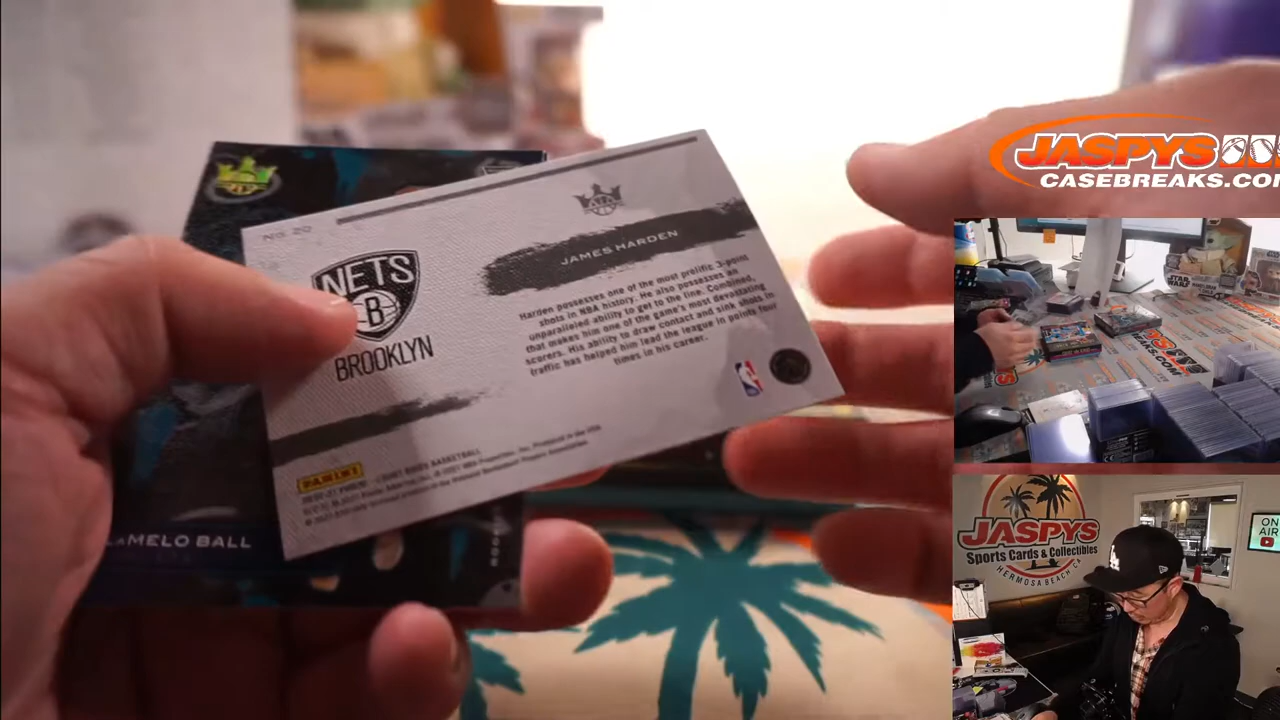 No. 20
NETS
B
BROOKLYN
JAMES HARDEN
Harden possesses one of the most prolific 3-point
shots in NBA history. He also possesses an
unparalleled ability to get to the line. Combined,
that makes him one of the game's most devastating
scorers. His ability to draw contact and sink shots in
traffic has helped him lead the league in points four
times in his career.
PANINI
LaMELO BALL
JASPYS
CASEBREAKS.COM
STAR
WARS
JASPYS
Sports Cards & Collectibles
HERMOSA BEACH CA
ON
AIR